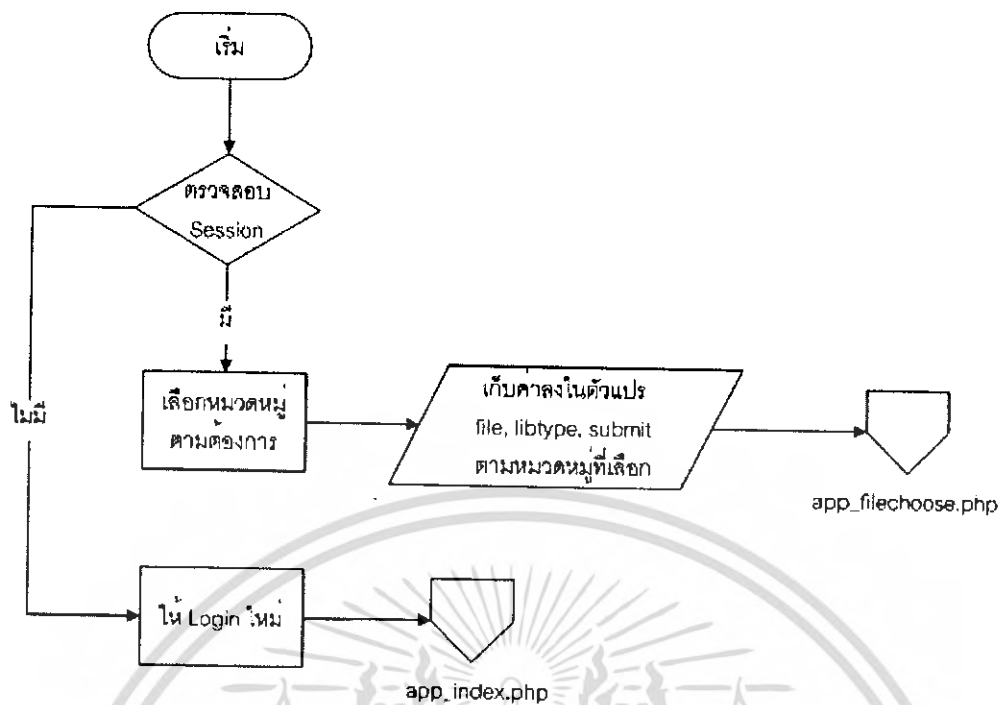 เริ่ม
ตรวจสอบ
Session
มี
ไม่มี
เลือกหมวดหมู่
ตามต้องการ
เก็บค่าลงในตัวแปร
file, libtype, submit
ตามหมวดหมู่ที่เลือก
app_filechoose.php
ให้ Login ใหม่
app_index.php